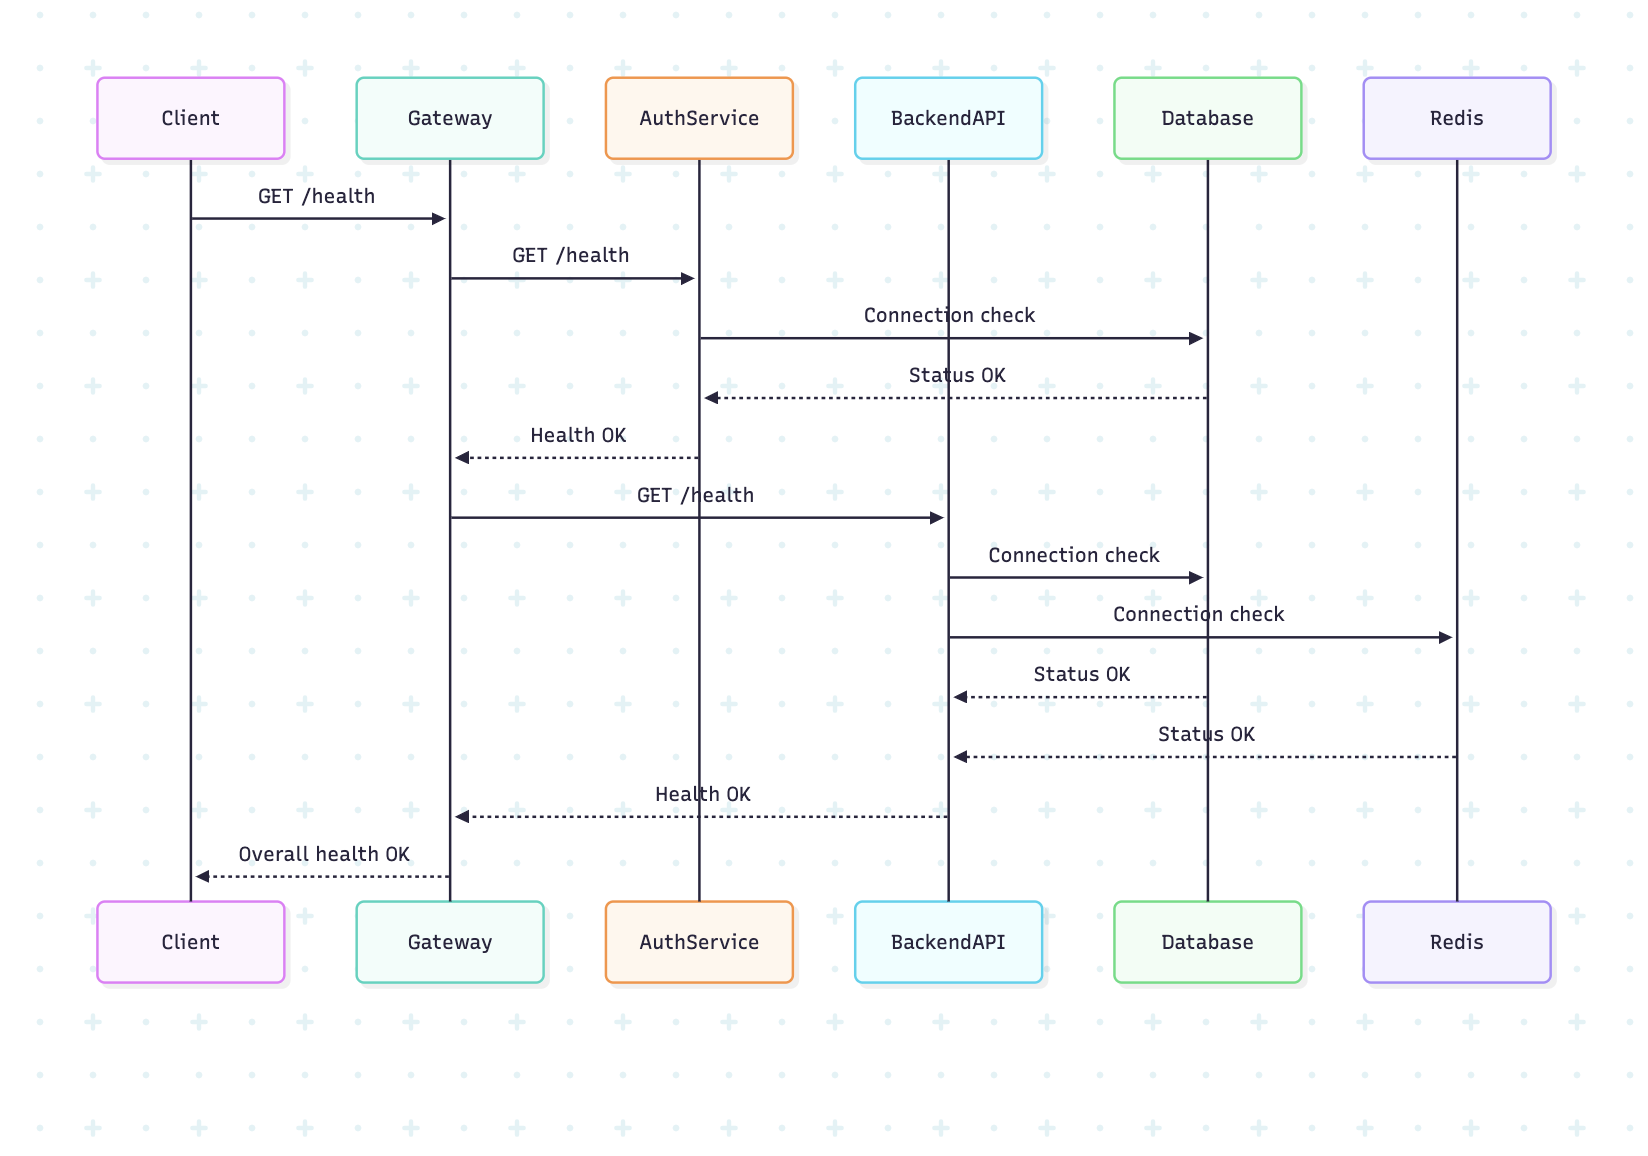 Client
Gateway
AuthService
BackendAPI
Database
Redis
GET /health
GET /health
Connection check
Status OK
Health OK
GET /health
Connection check
Connection check
Status OK
Status OK
Health OK
Overall health OK
Client
Gateway
AuthService
BackendAPI
Database
Redis